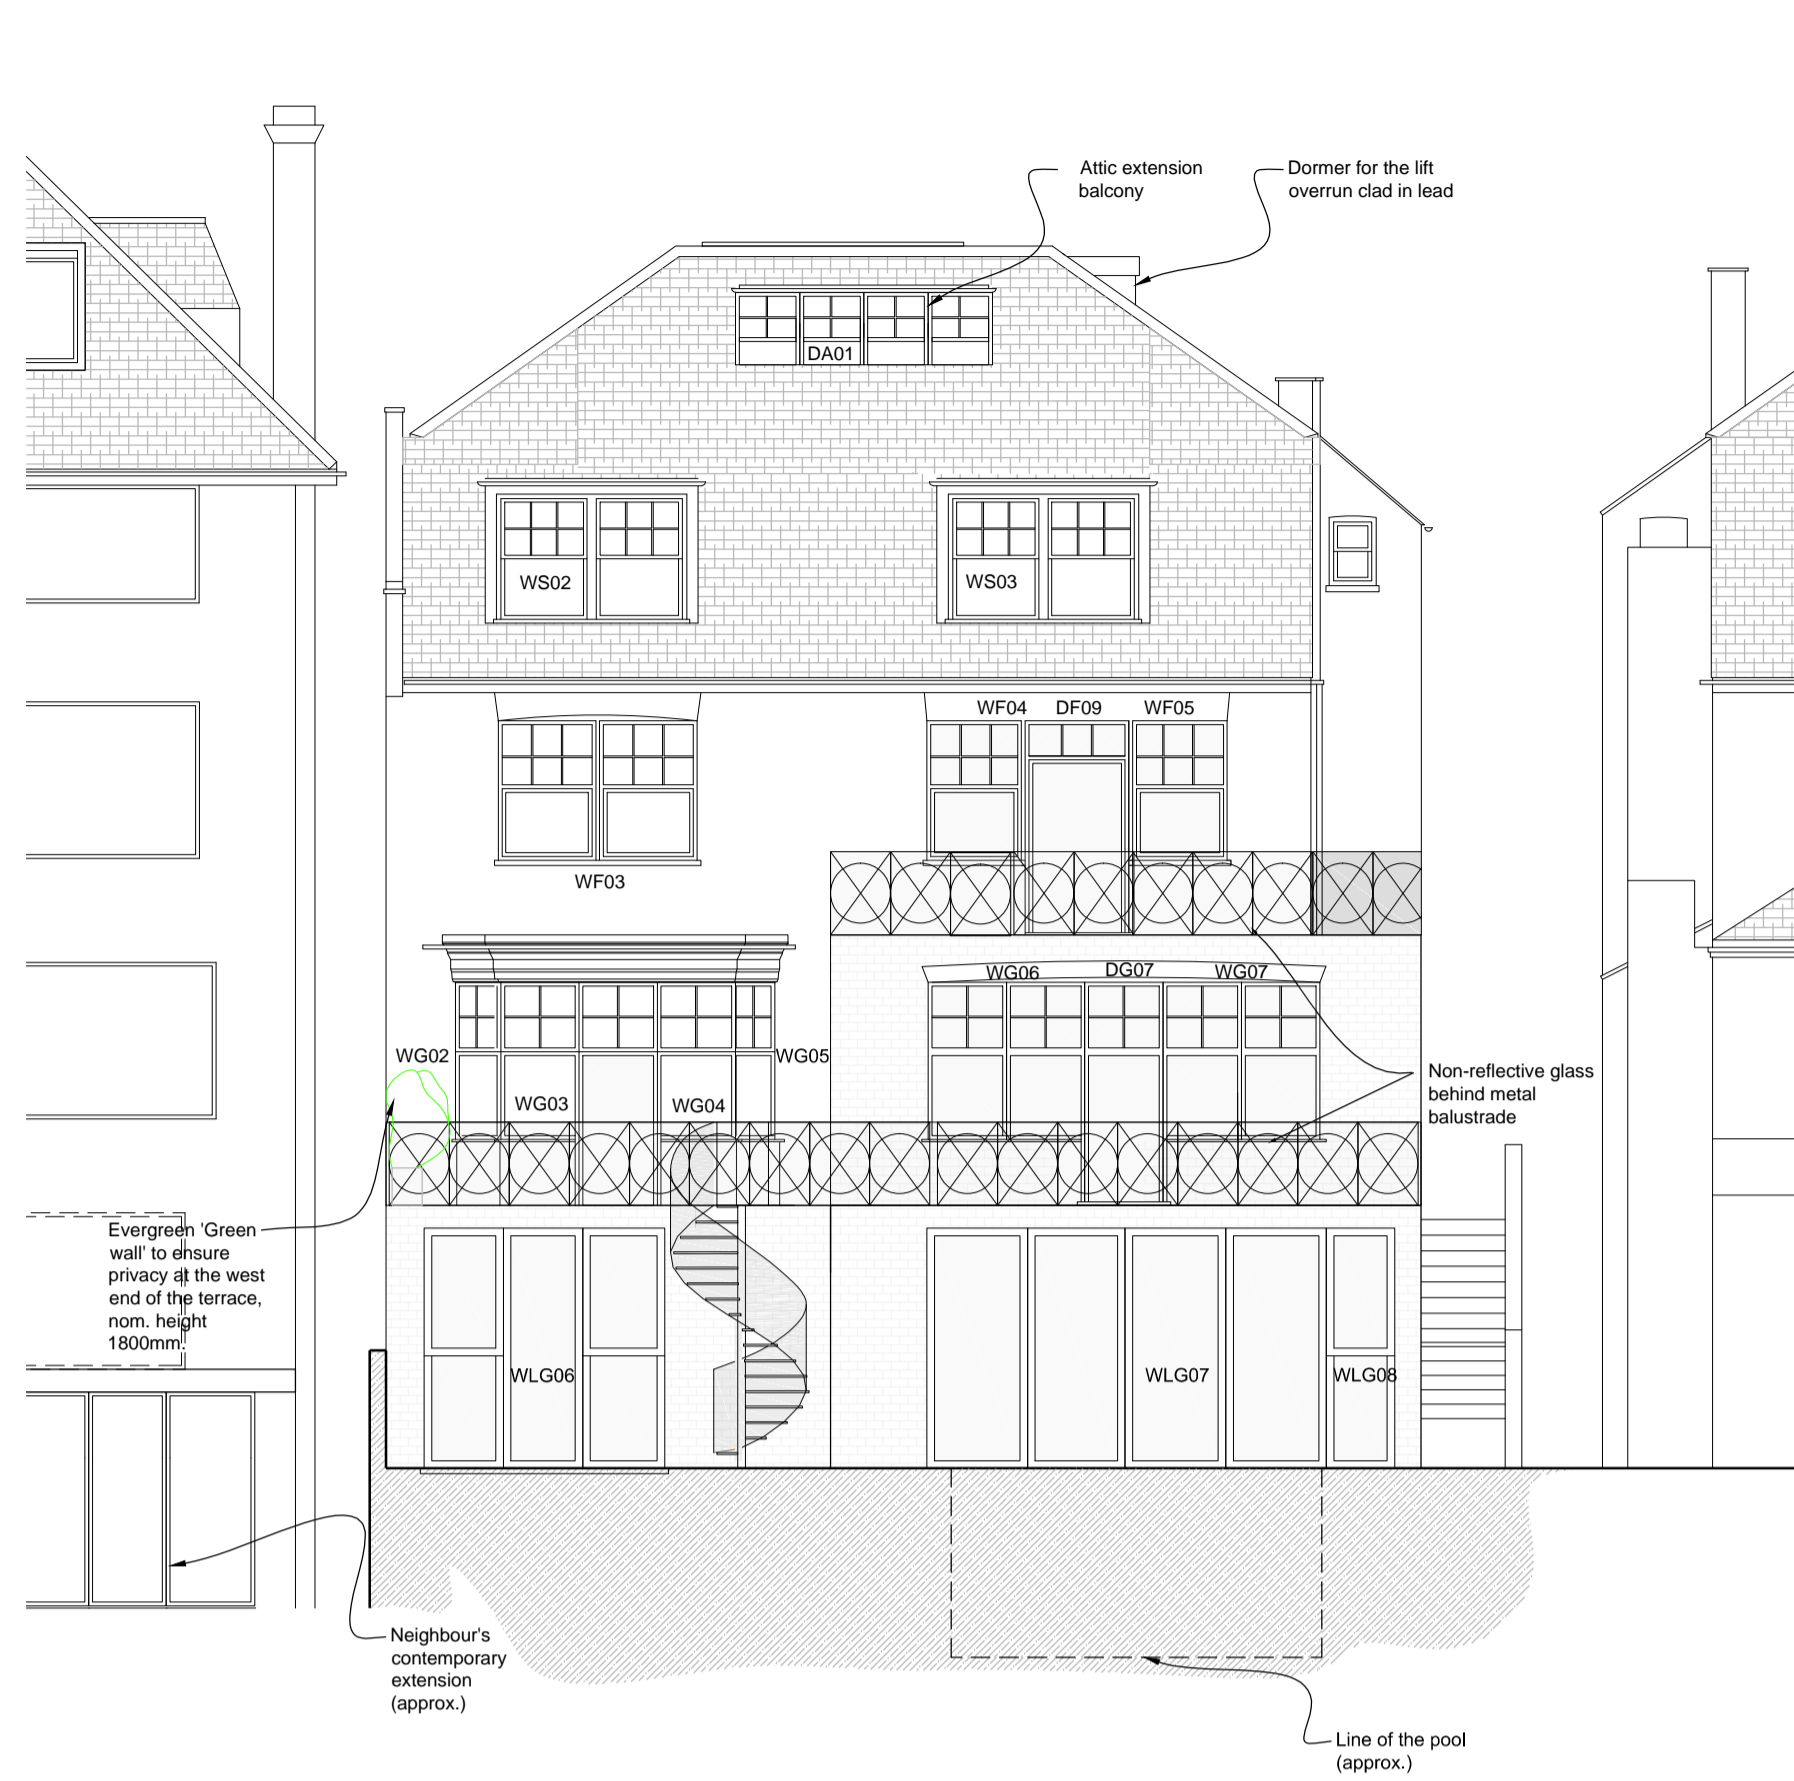 Attic extension
balcony
Dormer for the lift
overrun clad in lead
DA01
WS02
WS03
WF04
DF09
WF05
WF03
WG06
DG07
WG07
WG02
WG05
WG03
WG04
Non-reflective glass
behind metal
balustrade
Evergreen 'Green
wall' to ensure
privacy at the west
end of the terrace,
nom. height
1800mm.
WLG06
WLG07
WLG08
Neighbour's
contemporary
extension
(approx.)
Line of the pool
(approx.)